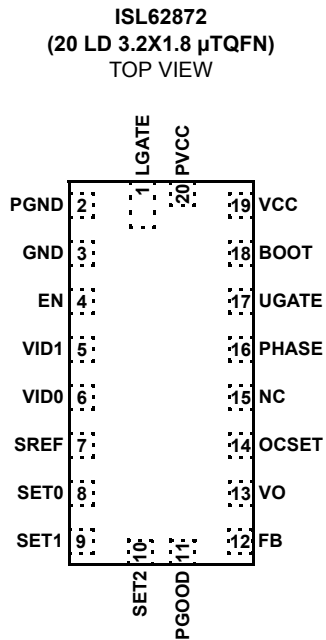 ISL62872
(20 LD 3.2X1.8 µTQFN)
TOP VIEW
1 LGATE
20 PVCC
PGND 2
19 VCC
GND 3
18 BOOT
EN 4
17 UGATE
VID1 5
16 PHASE
VID0 6
15 NC
SREF 7
14 OCSET
SET0 8
13 VO
SET1 9
12 FB
SET2 10
PGOOD 11